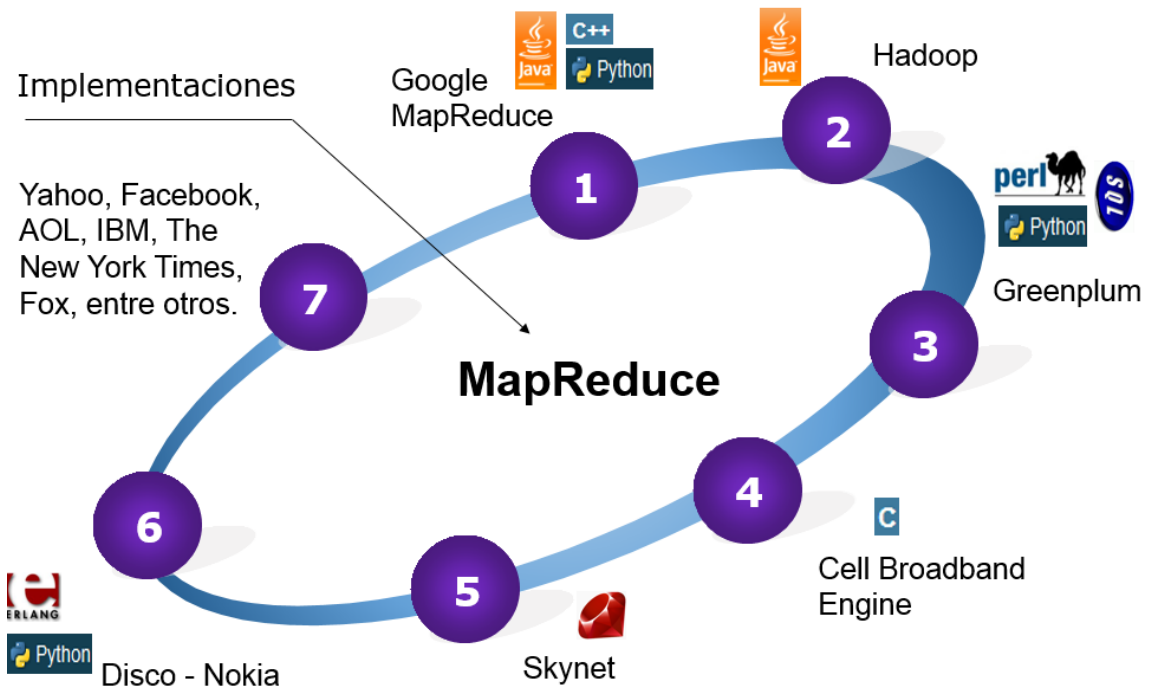 Implementaciones
Google
MapReduce
Java
C++
Python
Java
Hadoop
1
2
perl
SQL
Python
Greenplum
3
Yahoo, Facebook,
AOL, IBM, The
New York Times,
Fox, entre otros.
7
MapReduce
4
C
Cell Broadband
Engine
5
Skynet
6
e
ERLANG
Python
Disco - Nokia